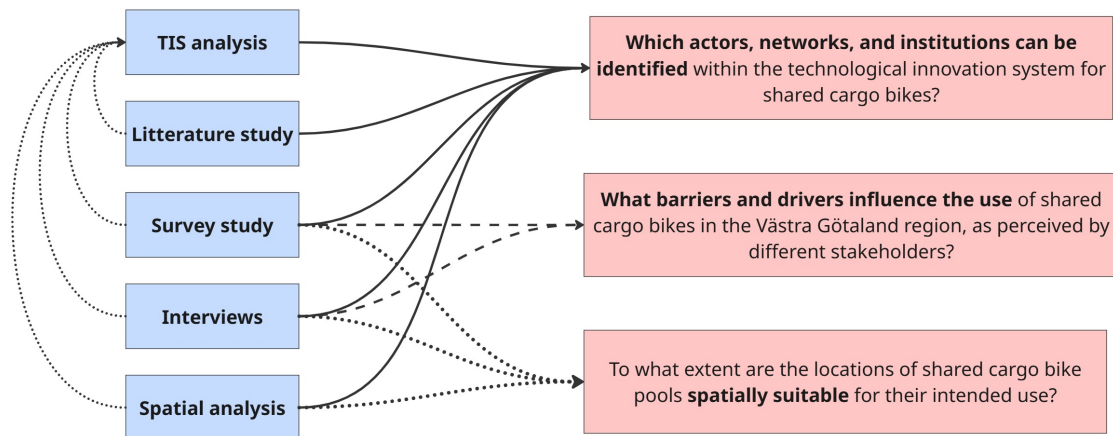 TIS analysis
Litterature study
Survey study
Interviews
Spatial analysis
Which actors, networks, and institutions can be
identified within the technological innovation system for
shared cargo bikes?
What barriers and drivers influence the use of shared
cargo bikes in the Västra Götaland region, as perceived by
different stakeholders?
To what extent are the locations of shared cargo bike
pools spatially suitable for their intended use?